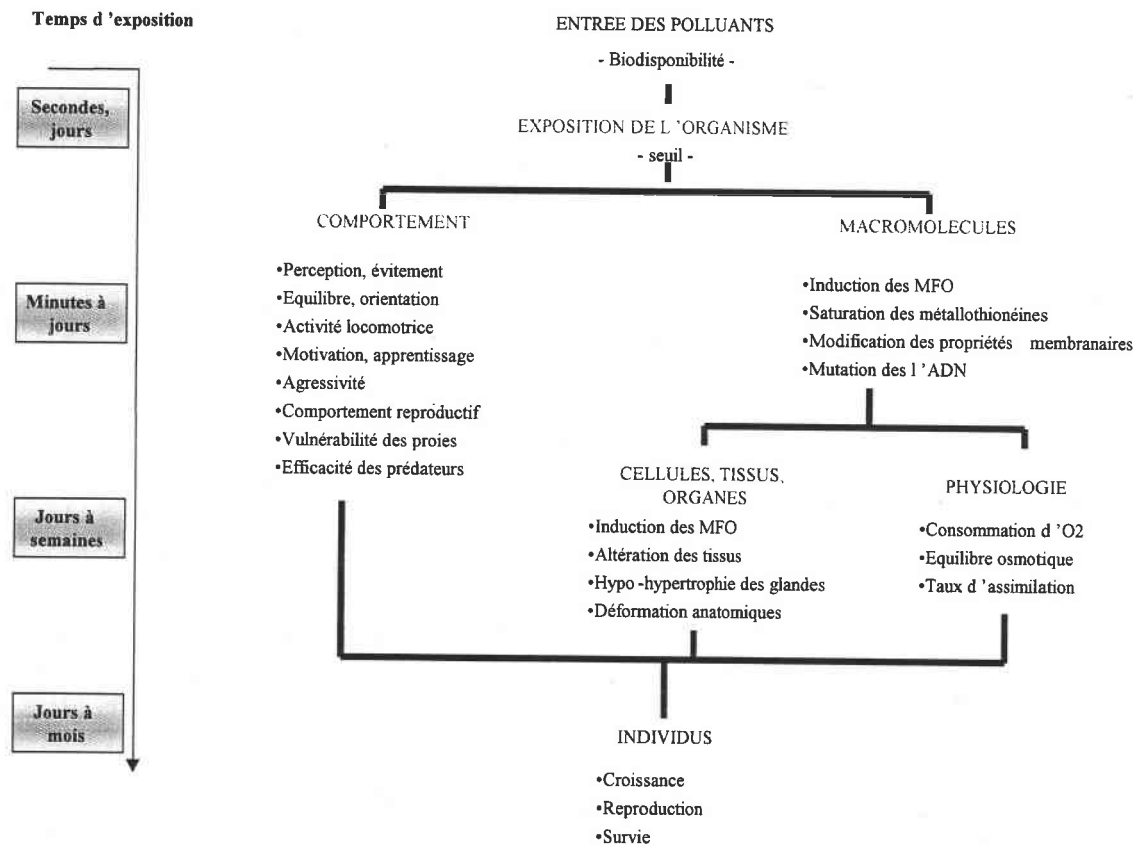 Temps d 'exposition
Secondes,
jours
Minutes à
jours
Jours à
semaines
Jours à
mois
ENTREE DES POLLUANTS
- Biodisponibilité -
EXPOSITION DE L 'ORGANISME
- seuil -
COMPORTEMENT
•Perception, évitement
•Equilibre, orientation
•Activité locomotrice
•Motivation, apprentissage
•Agressivité
•Comportement reproductif
•Vulnérabilité des proies
•Efficacité des prédateurs
MACROMOLECULES
•Induction des MFO
•Saturation des métallothionéines
•Modification des propriétés membranaires
•Mutation des l 'ADN
CELLULES, TISSUS,
ORGANES
•Induction des MFO
•Altération des tissus
•Hypo -hypertrophie des glandes
•Déformation anatomiques
PHYSIOLOGIE
•Consommation d 'O2
•Equilibre osmotique
•Taux d 'assimilation
INDIVIDUS
•Croissance
•Reproduction
•Survie